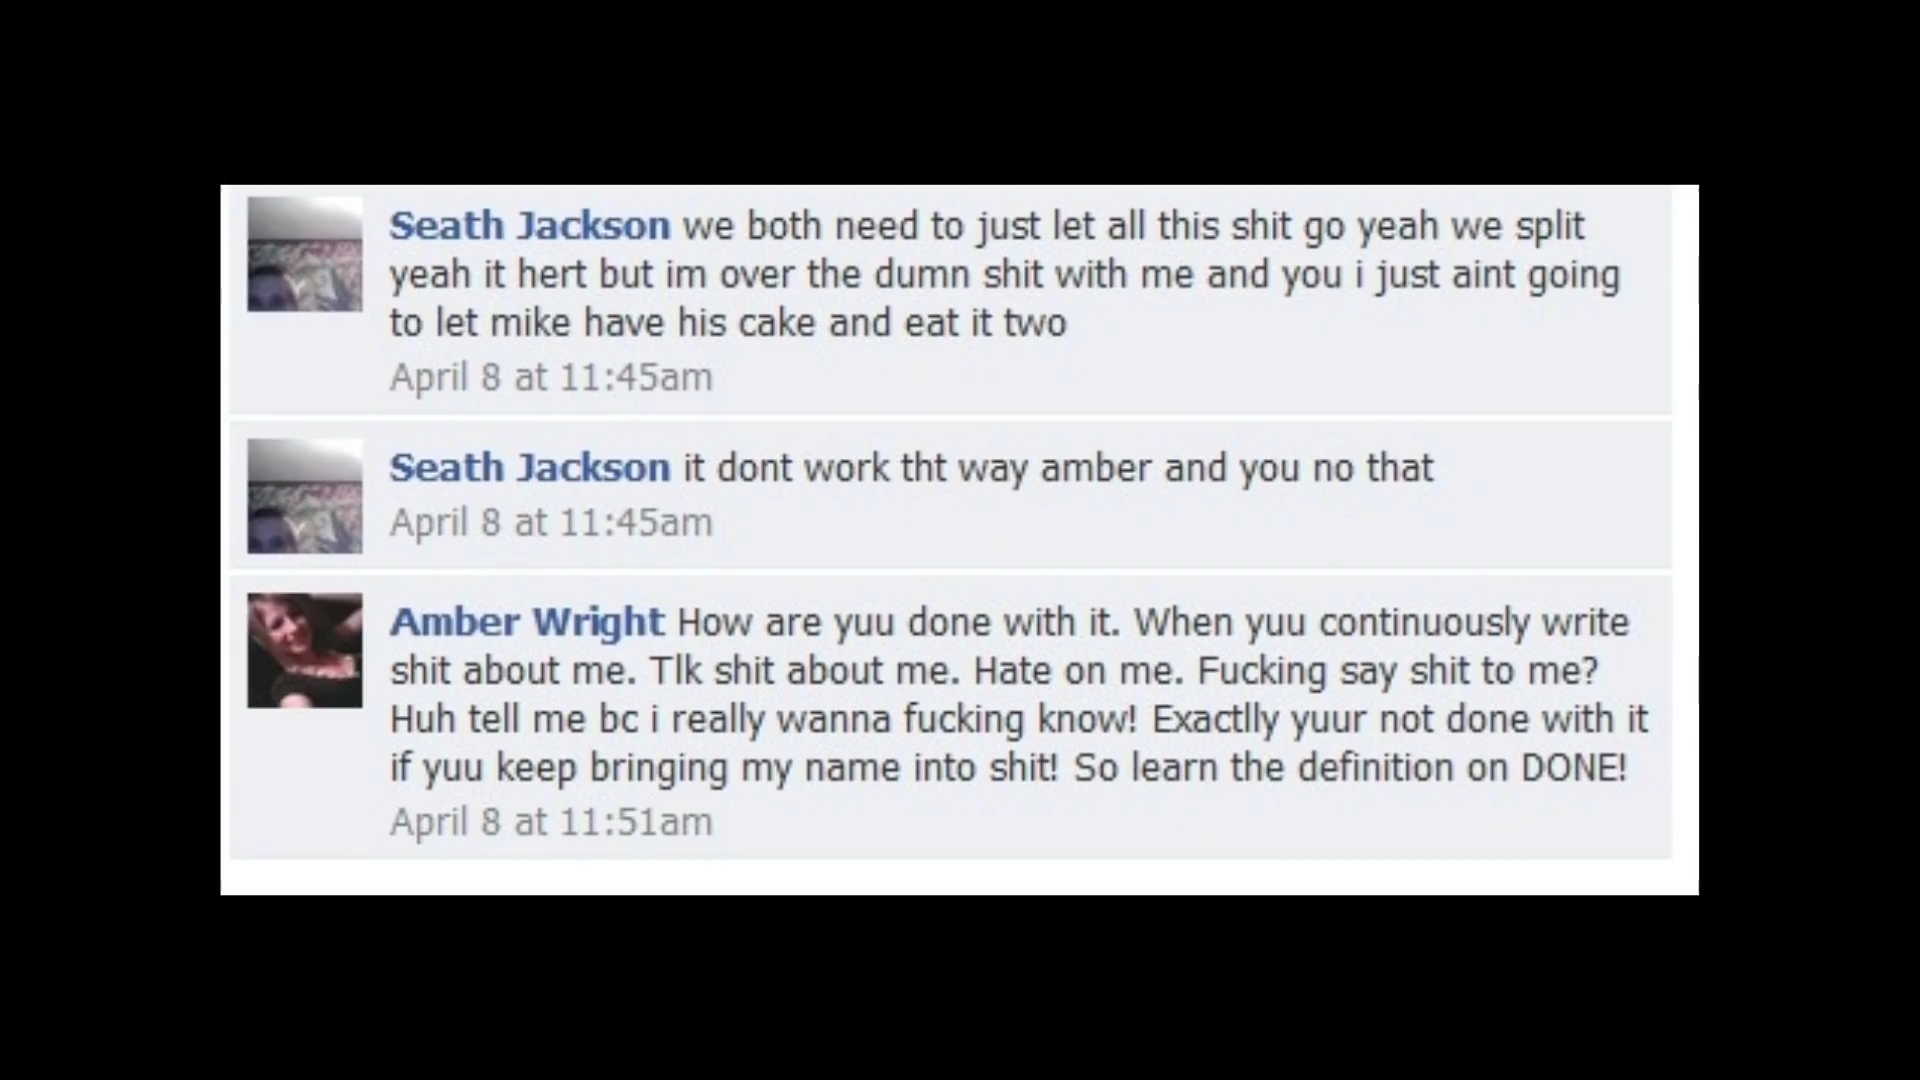 Seath Jackson we both need to just let all this shit go yeah we split
yeah it hert but im over the dumn shit with me and you i just aint going
to let mike have his cake and eat it two
April 8 at 11:45am
Seath Jackson it dont work tht way amber and you no that
April 8 at 11:45am
Amber Wright How are yuu done with it. When yuu continuously write
shit about me. Tlk shit about me. Hate on me. Fucking say shit to me?
Huh tell me bc i really wanna fucking know! Exactlly yuur not done with it
if yuu keep bringing my name into shit! So learn the definition on DONE!
April 8 at 11:51am